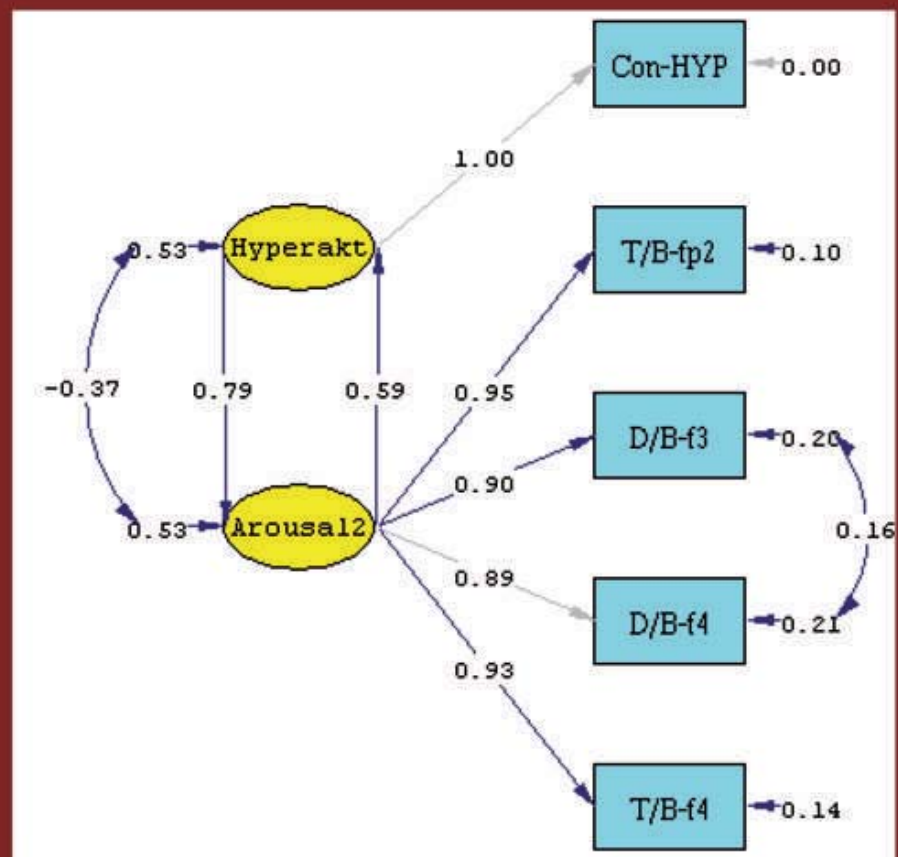 Con-HYP
0.00
1.00
0.53
Hyperakt
T/B-fp2
0.10
-0.37
0.79
0.59
0.95
D/B-f3
0.20
0.90
0.53
Arousal2
0.16
0.89
D/B-f4
0.21
0.93
T/B-f4
0.14